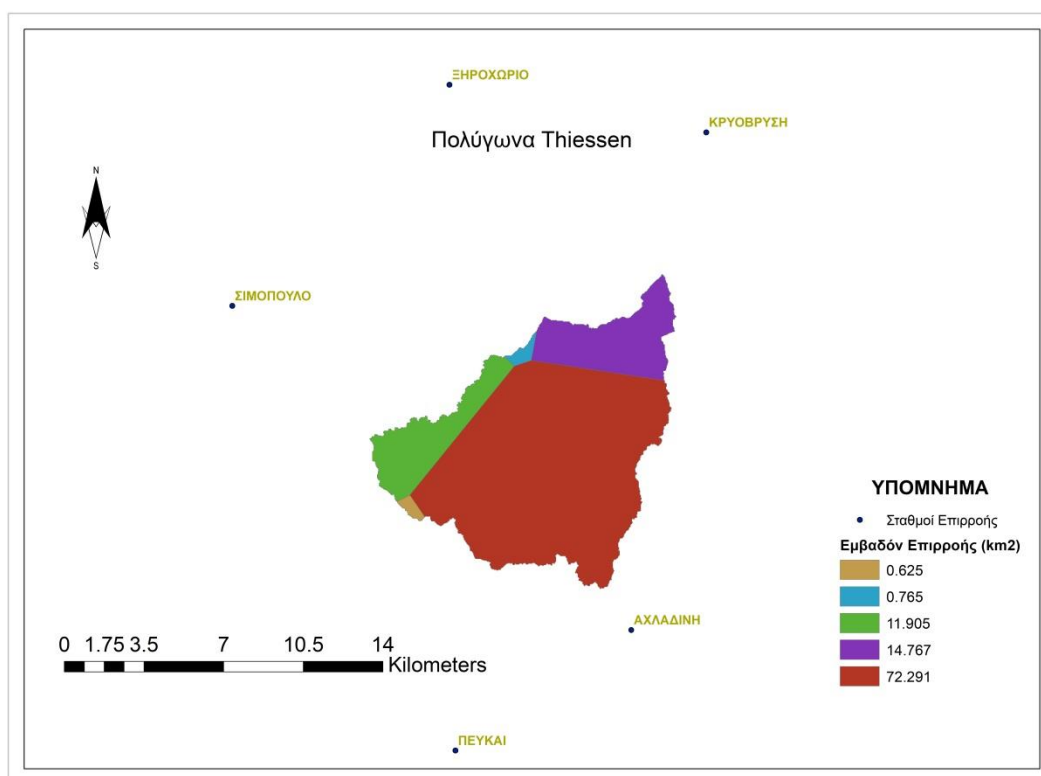 ΞΗΡΟΧΩΡΙΟ
ΚΡΥΟΒΡΥΣΗ
Πολύγωνα Thiessen
N
S
ΣΙΜΟΠΟΥΛΟ
ΥΠΟΜΝΗΜΑ
Σταθμοί Επιρροής
Εμβαδόν Επιρροής (km2)
0.625
0.765
11.905
14.767
72.291
ΑΧΛΑΔΙΝΗ
0 1.75 3.5 7 10.5 14
Kilometers
ΠΕΥΚΑΙ